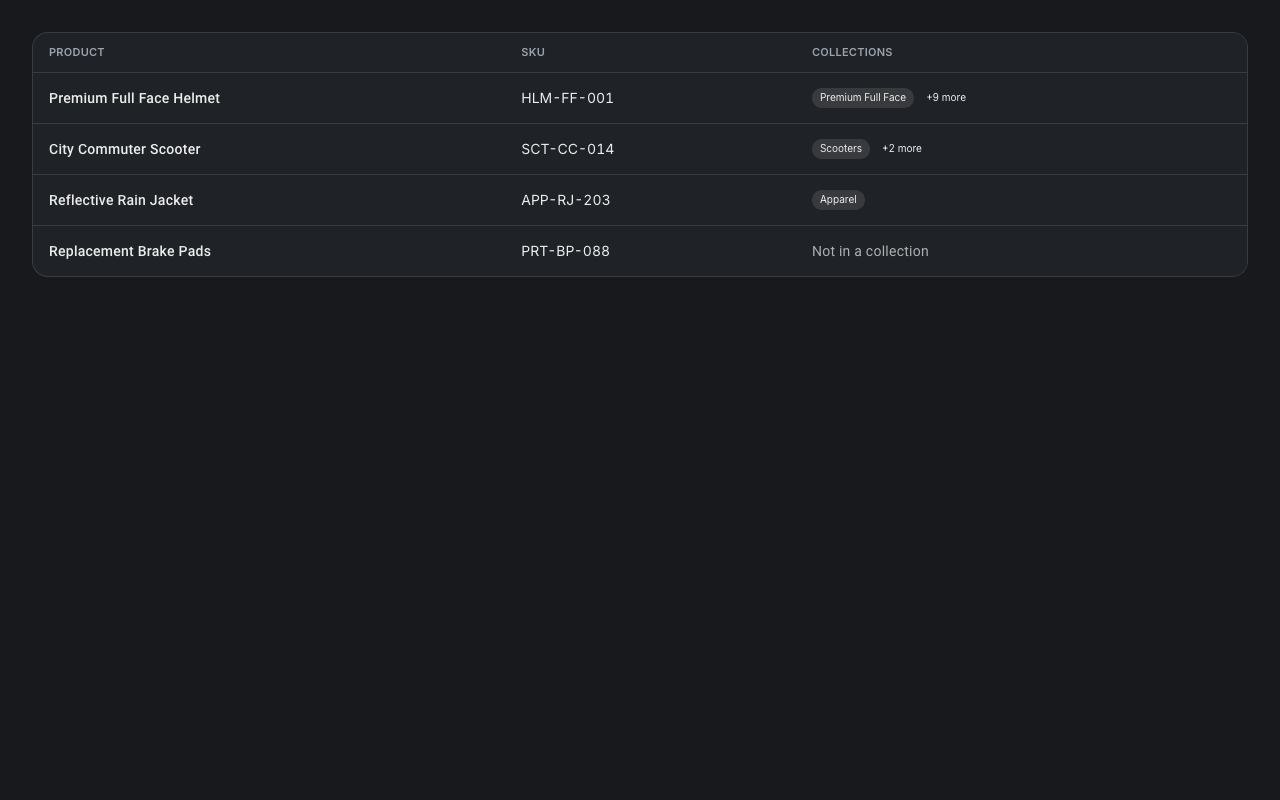 PRODUCT SKU COLLECTIONS
Premium Full Face Helmet HLM-FF-001 Premium Full Face +9 more
City Commuter Scooter SCT-CC-014 Scooters +2 more
Reflective Rain Jacket APP-RJ-203 Apparel
Replacement Brake Pads PRT-BP-088 Not in a collection